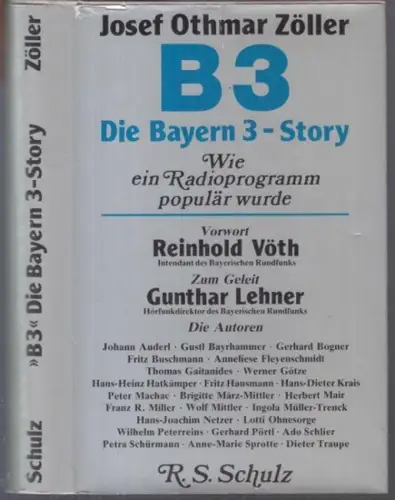 Zöller
»B3« Die Bayern 3-Story
Schulz
Josef Othmar Zöller
B3
Die Bayern 3 - Story
Wie
ein Radioprogramm
populär wurde
Vorwort
Reinhold Vöth
Intendant des Bayerischen Rundfunks
Zum Geleit
Gunthar Lehner
Hörfunkdirektor des Bayerischen Rundfunks
Die Autoren
Johann Auderl · Gustl Bayrhammer · Gerhard Bogner
Fritz Buschmann · Anneliese Fleyenschmidt
Thomas Gaitanides · Werner Götze
Hans-Heinz Hatkämper · Fritz Hausmann · Hans-Dieter Krais
Peter Machac · Brigitte März-Mittler · Herbert Mair
Franz R. Miller · Wolf Mittler · Ingola Müller-Trenck
Hans-Joachim Netzer · Lotti Ohnesorge
Wilhelm Peterreins · Gerhard Pörtl · Ado Schlier
Petra Schürmann · Anne-Marie Sprotte · Dieter Traupe
R. S. Schulz